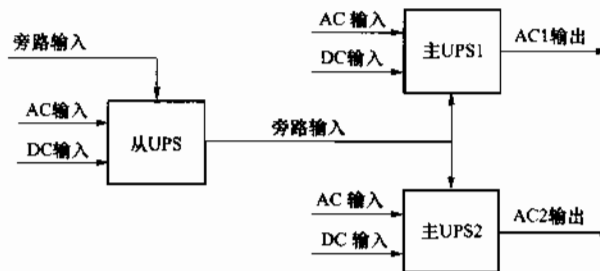 旁路输入
AC输入
DC输入
从UPS
旁路输入
AC 输入
DC输入
主UPS1
AC1输出
AC 输入
DC 输入
主UPS2
AC2输出